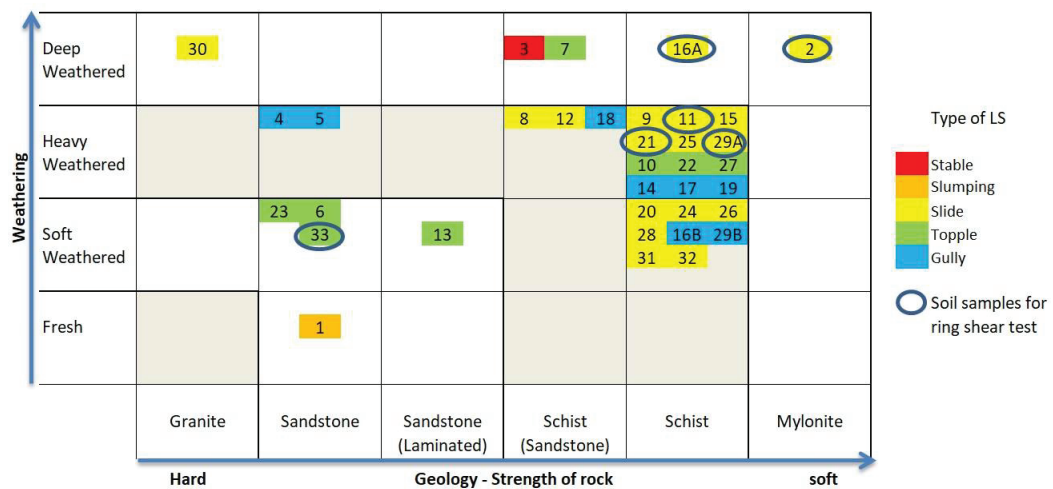 Deep
Weathered
30
3 7
16A
2
Heavy
Weathered
4 5
8 12 18
9 11 15
21 25 29A
10 22 27
14 17 19
Soft
Weathered
23 6
33
13
20 24 26
28 16B 29B
31 32
Fresh
1
Weathering
Granite
Sandstone
Sandstone
(Laminated)
Schist
(Sandstone)
Schist
Mylonite
Hard
Geology - Strength of rock
soft
Type of LS
Stable
Slumping
Slide
Topple
Gully
Soil samples for
ring shear test